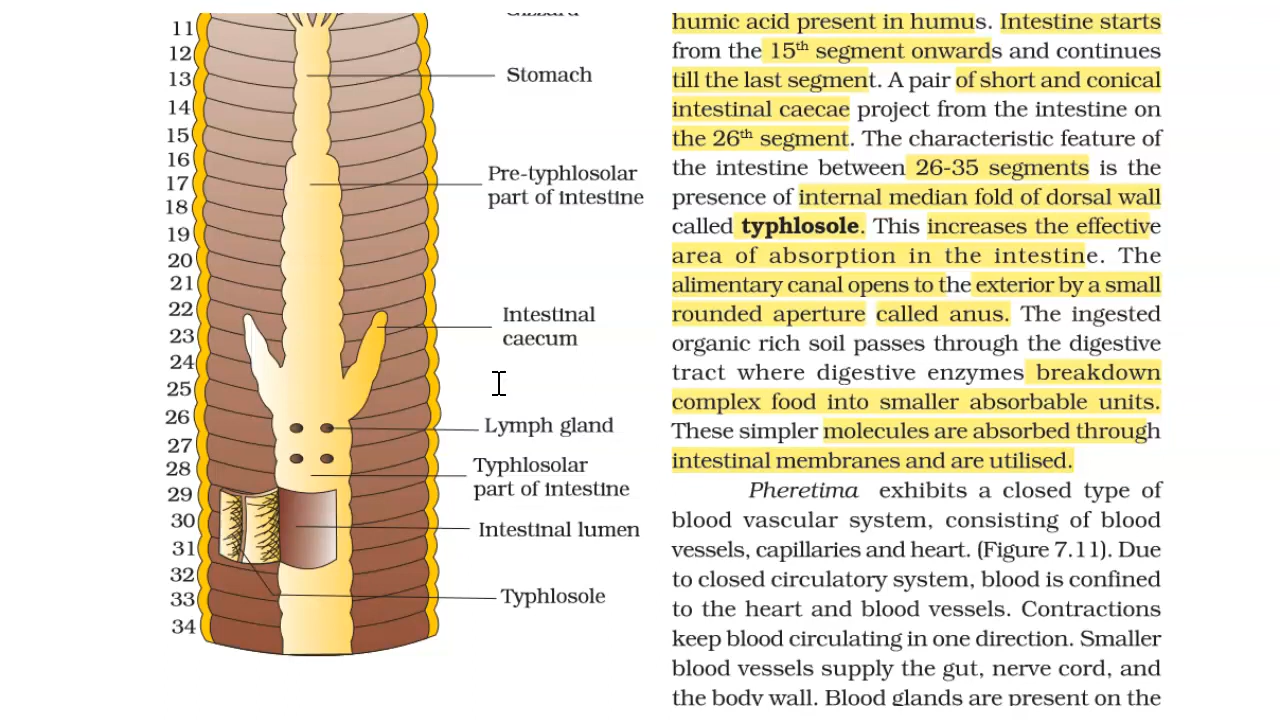 Gizzard
11
12
13
14
15
16
17
18
19
20
21
22
23
24
25
26
27
28
29
30
31
32
33
34
Stomach
Pre-typhlosolar
part of intestine
Intestinal
caecum
Lymph gland
Typhlosolar
part of intestine
Intestinal lumen
Typhlosole
humic acid present in humus. Intestine starts
from the 15th segment onwards and continues
till the last segment. A pair of short and conical
intestinal caecae project from the intestine on
the 26th segment. The characteristic feature of
the intestine between 26-35 segments is the
presence of internal median fold of dorsal wall
called typhlosole. This increases the effective
area of absorption in the intestine. The
alimentary canal opens to the exterior by a small
rounded aperture called anus. The ingested
organic rich soil passes through the digestive
tract where digestive enzymes breakdown
complex food into smaller absorbable units.
These simpler molecules are absorbed through
intestinal membranes and are utilised.
Pheretima exhibits a closed type of
blood vascular system, consisting of blood
vessels, capillaries and heart. (Figure 7.11). Due
to closed circulatory system, blood is confined
to the heart and blood vessels. Contractions
keep blood circulating in one direction. Smaller
blood vessels supply the gut, nerve cord, and
the body wall. Blood glands are present on the